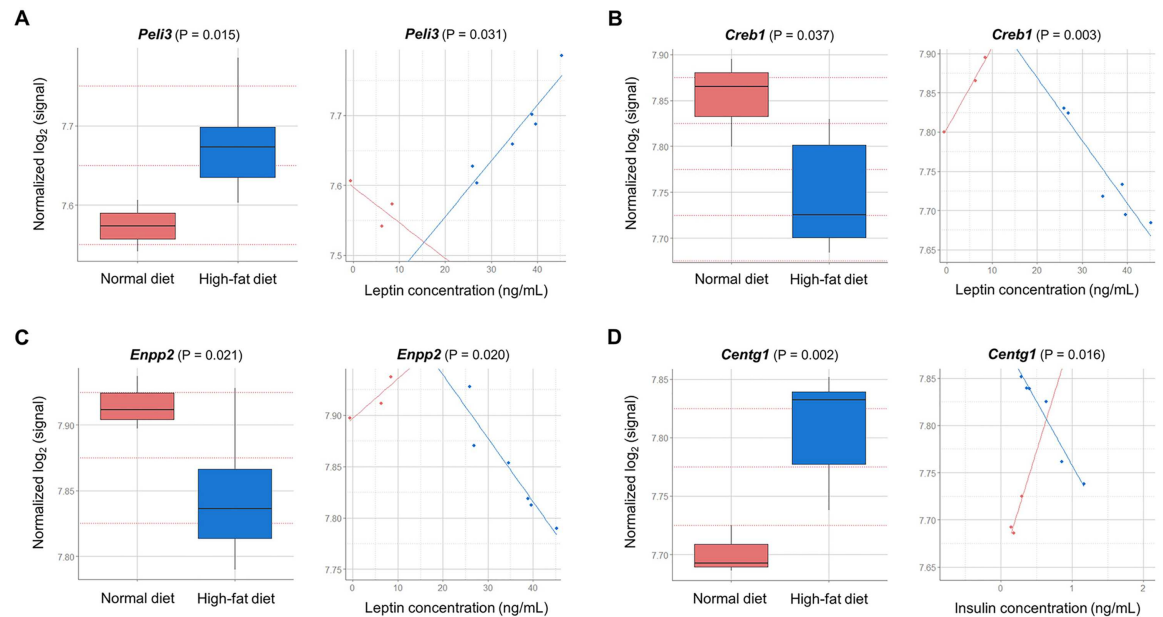 A
Peli3 (P = 0.015)
Normalized log2 (signal)
7.7
7.6
Normal diet
High-fat diet
Peli3 (P = 0.031)
7.7
7.6
7.5
0 10 20 30 40
Leptin concentration (ng/mL)
B
Creb1 (P = 0.037)
Normalized log2 (signal)
7.90
7.85
7.80
7.75
7.70
Normal diet
High-fat diet
Creb1 (P = 0.003)
7.90
7.85
7.80
7.75
7.70
7.65
0 10 20 30 40
Leptin concentration (ng/mL)
C
Enpp2 (P = 0.021)
Normalized log2 (signal)
7.90
7.85
7.80
Normal diet
High-fat diet
Enpp2 (P = 0.020)
7.90
7.85
7.80
7.75
0 10 20 30 40
Leptin concentration (ng/mL)
D
Centg1 (P = 0.002)
Normalized log2 (signal)
7.85
7.80
7.75
7.70
Normal diet
High-fat diet
Centg1 (P = 0.016)
7.85
7.80
7.75
7.70
7.65
0 1 2
Insulin concentration (ng/mL)